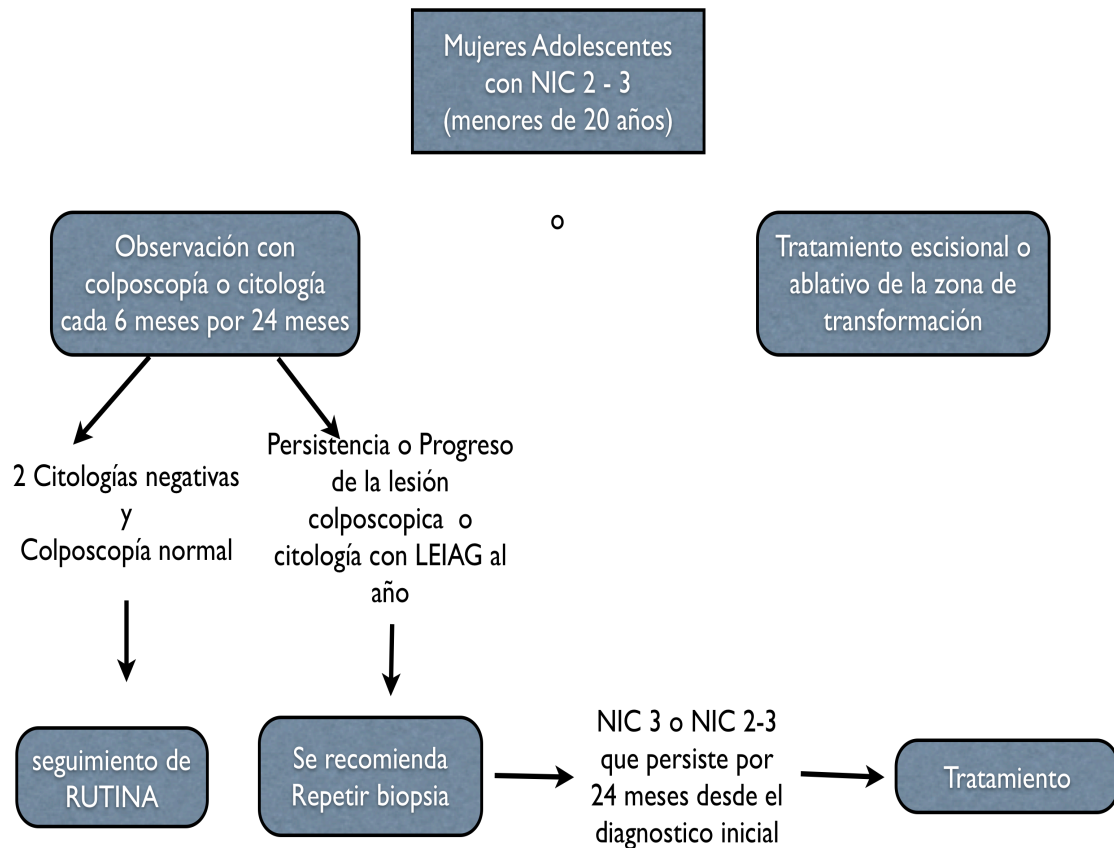 Mujeres Adolescentes
con NIC 2 - 3
(menores de 20 años)
o
Observación con
colposcopía o citología
cada 6 meses por 24 meses
Tratamiento escisional o
ablativo de la zona de
transformación
2 Citologías negativas
y
Colposcopía normal
Persistencia o Progreso
de la lesión
colposcopica o
citología con LEIAG al
año
seguimiento de
RUTINA
Se recomienda
Repetir biopsia
NIC 3 o NIC 2-3
que persiste por
24 meses desde el
diagnostico inicial
Tratamiento